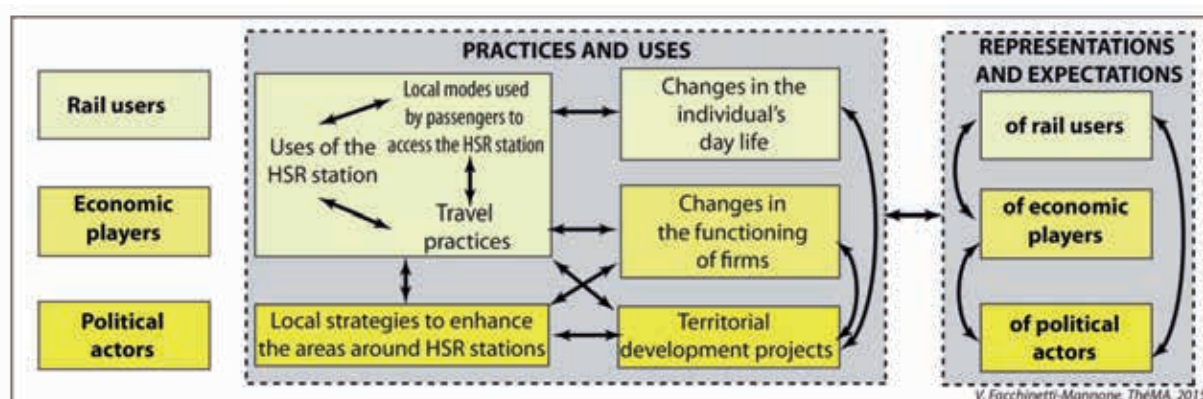 Rail users
Economic
players
Political
actors
PRACTICES AND USES
Uses of the
HSR station
Local modes used
by passengers to
access the HSR station
Travel
practices
Changes in the
individual's
day life
Changes in
the functioning
of firms
Local strategies to enhance
the areas around HSR stations
Territorial
development projects
REPRESENTATIONS
AND EXPECTATIONS
of rail users
of economic
players
of political
actors
V. Facchinetti-Mannone, ThéMA, 201